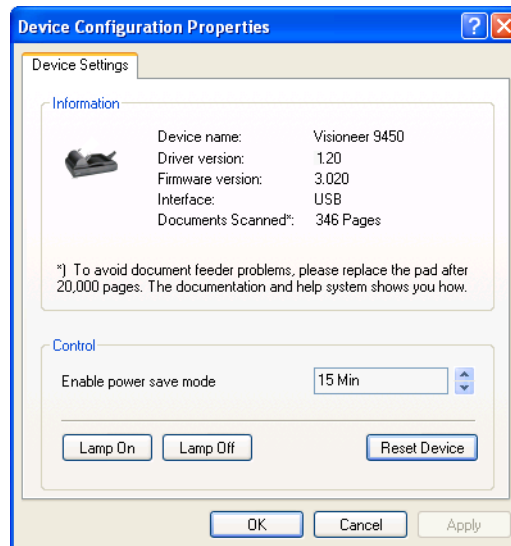 Device Configuration Properties
Device Settings
Information
Device name: Visioneer 9450
Driver version: 1.20
Firmware version: 3.020
Interface: USB
Documents Scanned*: 346 Pages
*) To avoid document feeder problems, please replace the pad after
20,000 pages. The documentation and help system shows you how.
Control
Enable power save mode 15 Min
Lamp On Lamp Off Reset Device
OK Cancel Apply